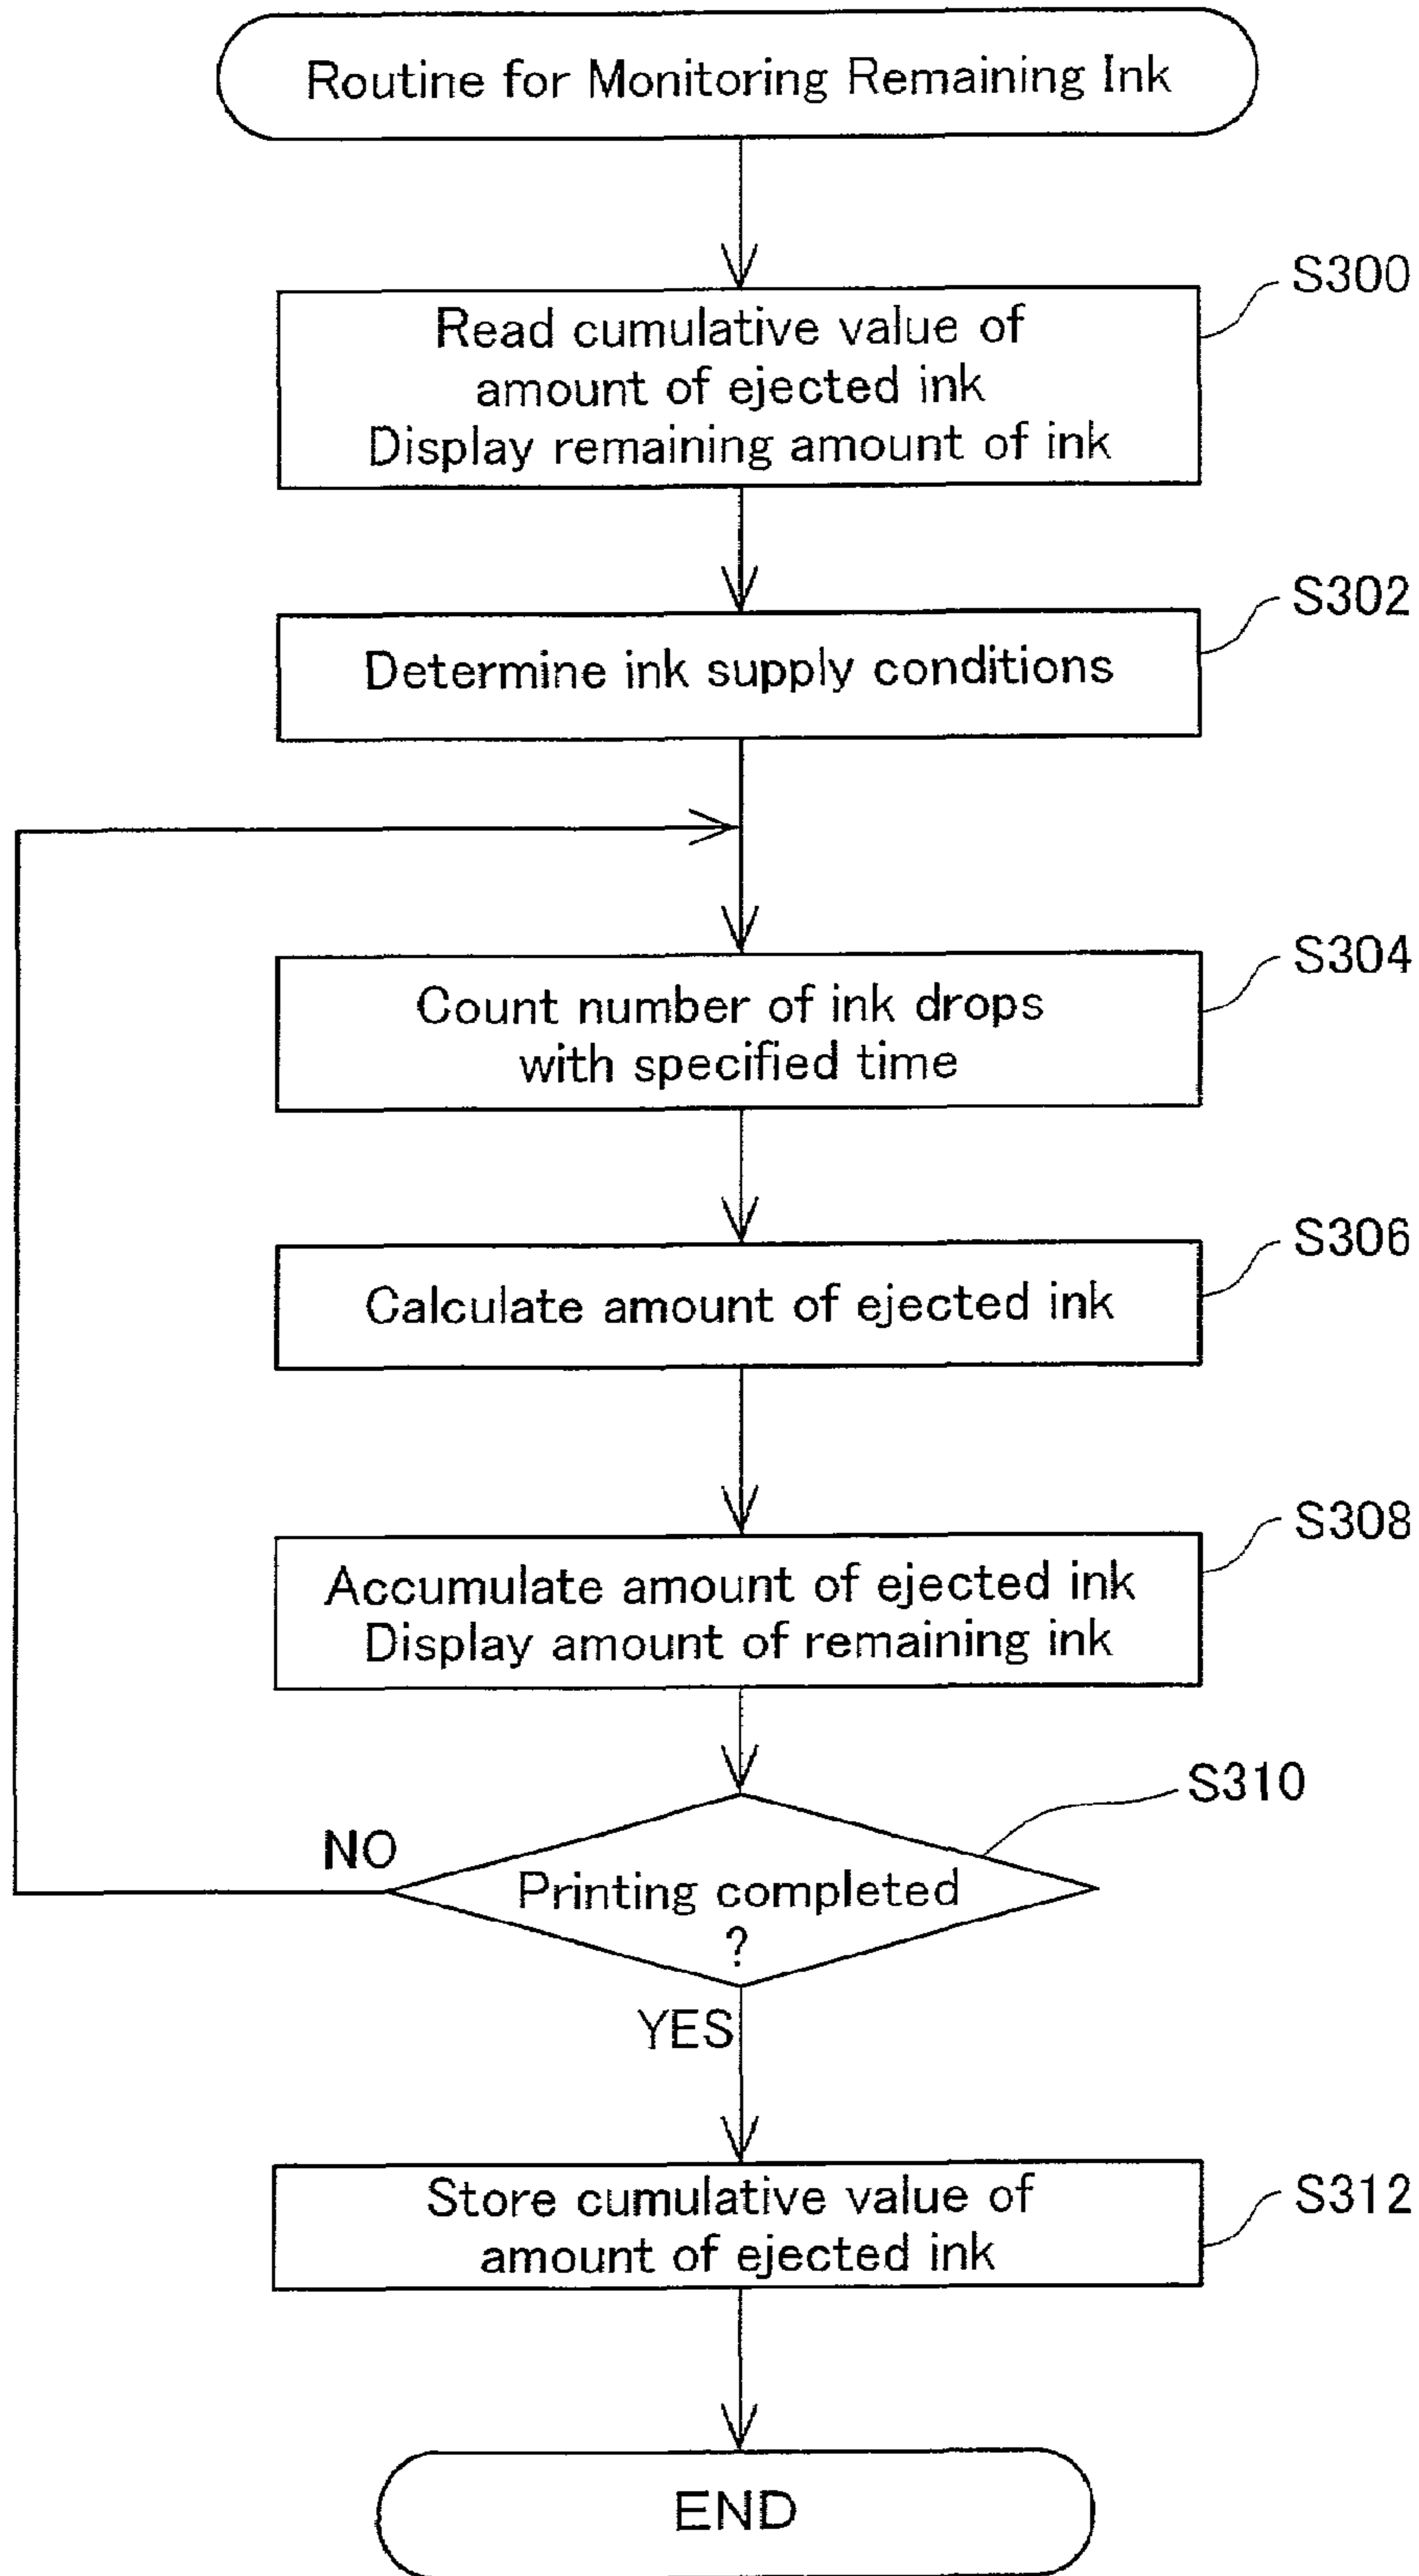 Routine for Monitoring Remaining Ink
S300
Read cumulative value of
amount of ejected ink
Display remaining amount of ink
S302
Determine ink supply conditions
S304
Count number of ink drops
with specified time
S306
Calculate amount of ejected ink
S308
Accumulate amount of ejected ink
Display amount of remaining ink
S310
NO
Printing completed
?
YES
S312
Store cumulative value of
amount of ejected ink
END